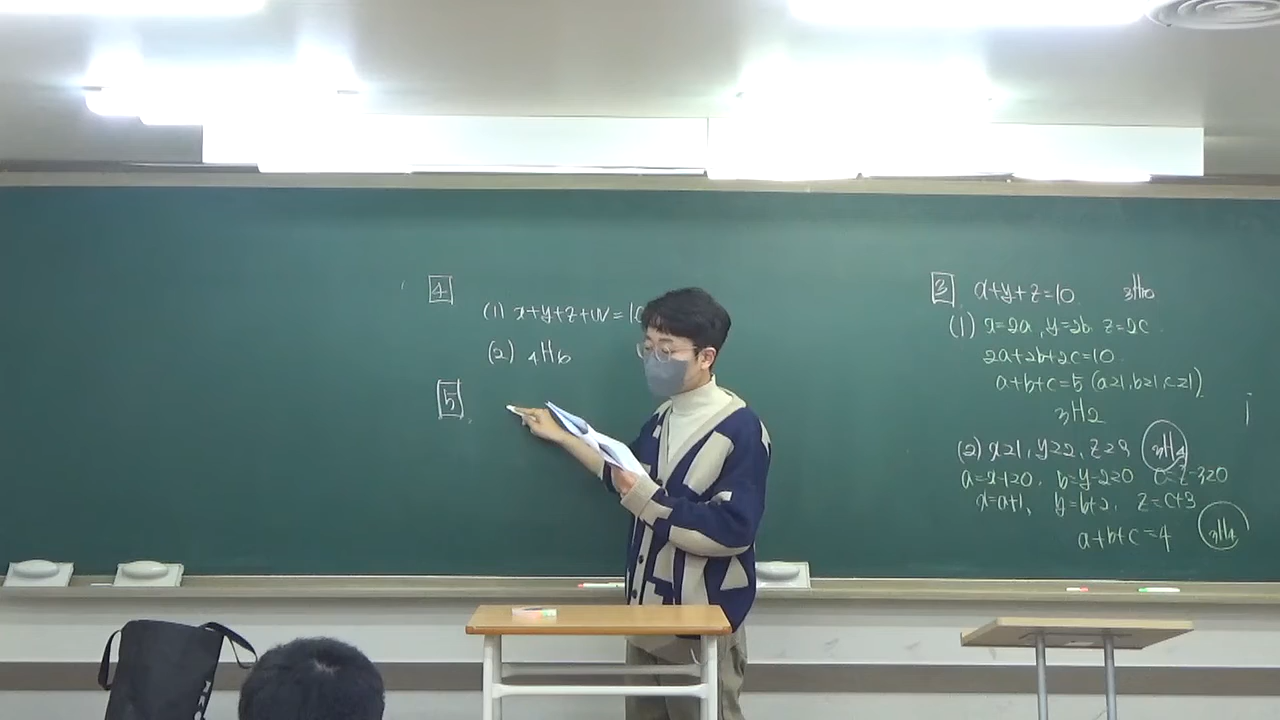 4
(1) x+y+z+w=10
(2) ₄H₆
5
3 x+y+z=10 ₃H₁₀
(1) x=2a, y=2b, z=2c
2a+2b+2c=10
a+b+c=5 (a≥1, b≥1, c≥1)
₃H₂
(2) x≥1, y≥2, z≥3 ₃H₄
a=x-1≥0, b=y-2≥0 c=z-3≥0
x=a+1, y=b+2, z=c+3
a+b+c=4 ₃H₄